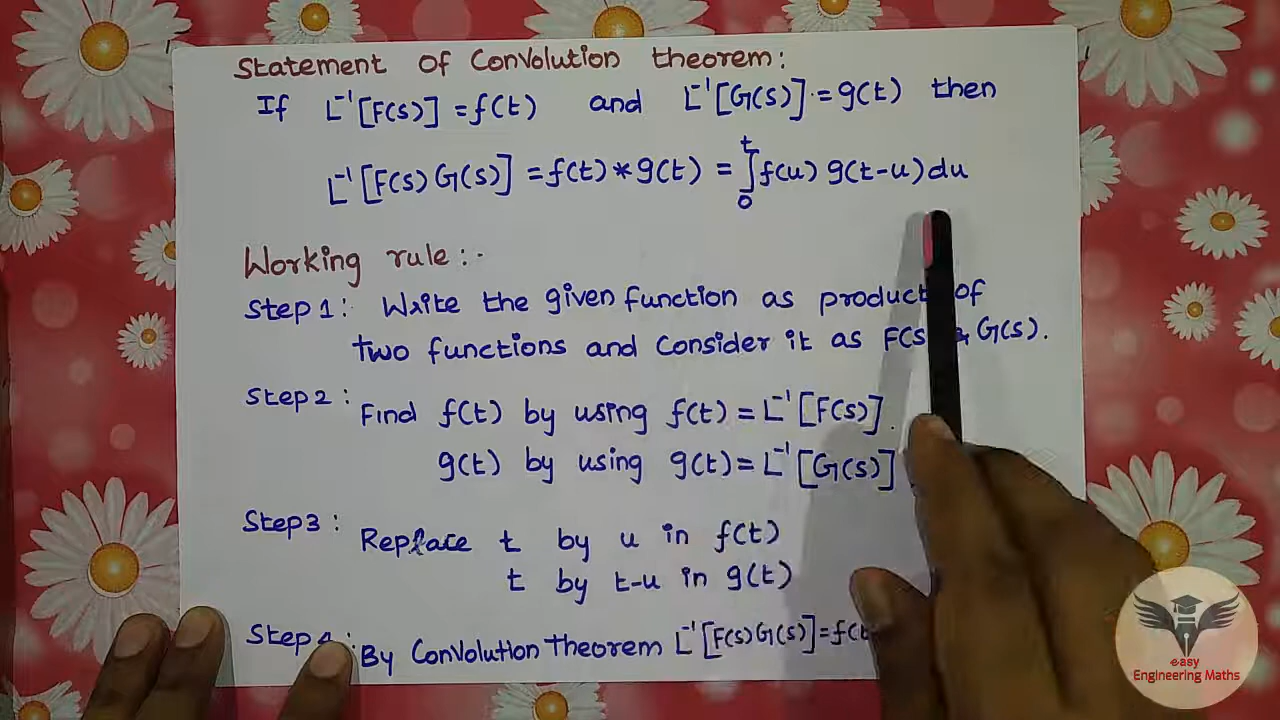 Statement of Convolution theorem:
If L⁻¹[F(s)] = f(t) and L⁻¹[G(s)] = g(t) then
L⁻¹[F(s) G(s)] = f(t) * g(t) = ∫₀ᵗ f(u) g(t-u) du
Working rule:-
Step 1: Write the given function as product of
two functions and consider it as F(S & G(s).
Step 2: Find f(t) by using f(t) = L⁻¹[F(s)].
g(t) by using g(t) = L⁻¹[G(s)]
Step 3: Replace t by u in f(t)
t by t-u in g(t)
Step 4: By Convolution Theorem L⁻¹[F(s) G(s)] = f(t
easy
Engineering Maths